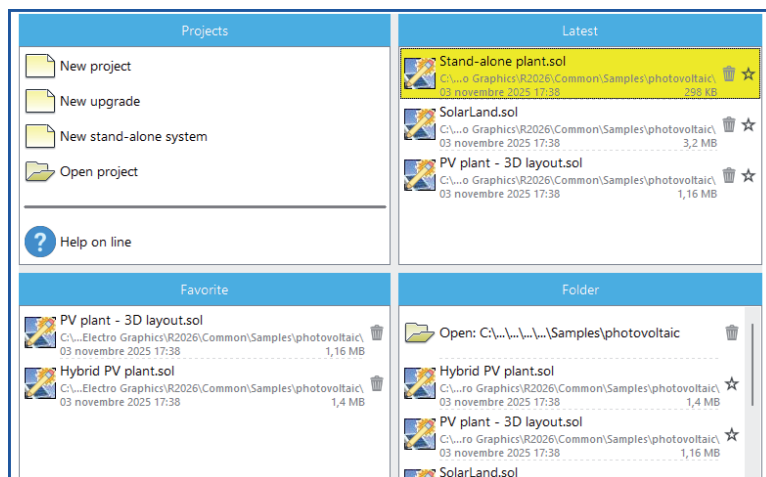 Projects
New project
New upgrade
New stand-alone system
Open project
Help on line
Latest
Stand-alone plant.sol
C:\...o Graphics\R2026\Common\Samples\photovoltaic\
03 novembre 2025 17:38 298 KB
SolarLand.sol
C:\...o Graphics\R2026\Common\Samples\photovoltaic\
03 novembre 2025 17:38 3,2 MB
PV plant - 3D layout.sol
C:\...o Graphics\R2026\Common\Samples\photovoltaic\
03 novembre 2025 17:38 1,16 MB
Favorite
PV plant - 3D layout.sol
C:\...Electro Graphics\R2026\Common\Samples\photovoltaic\
03 novembre 2025 17:38 1,16 MB
Hybrid PV plant.sol
C:\...Electro Graphics\R2026\Common\Samples\photovoltaic\
03 novembre 2025 17:38 1,4 MB
Folder
Open: C:\...\...\...\...\Samples\photovoltaic
Hybrid PV plant.sol
C:\...ro Graphics\R2026\Common\Samples\photovoltaic\
03 novembre 2025 17:38 1,4 MB
PV plant - 3D layout.sol
C:\...ro Graphics\R2026\Common\Samples\photovoltaic\
03 novembre 2025 17:38 1,16 MB
SolarLand.sol